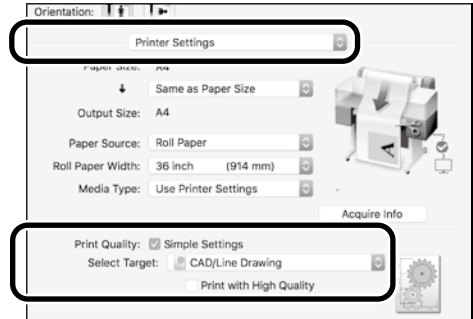 Orientation:
Printer Settings
Paper Size: A4
Same as Paper Size
Output Size: A4
Paper Source: Roll Paper
Roll Paper Width: 36 inch (914 mm)
Media Type: Use Printer Settings
-
Acquire Info
Print Quality: Simple Settings
Select Target: CAD/Line Drawing
Print with High Quality